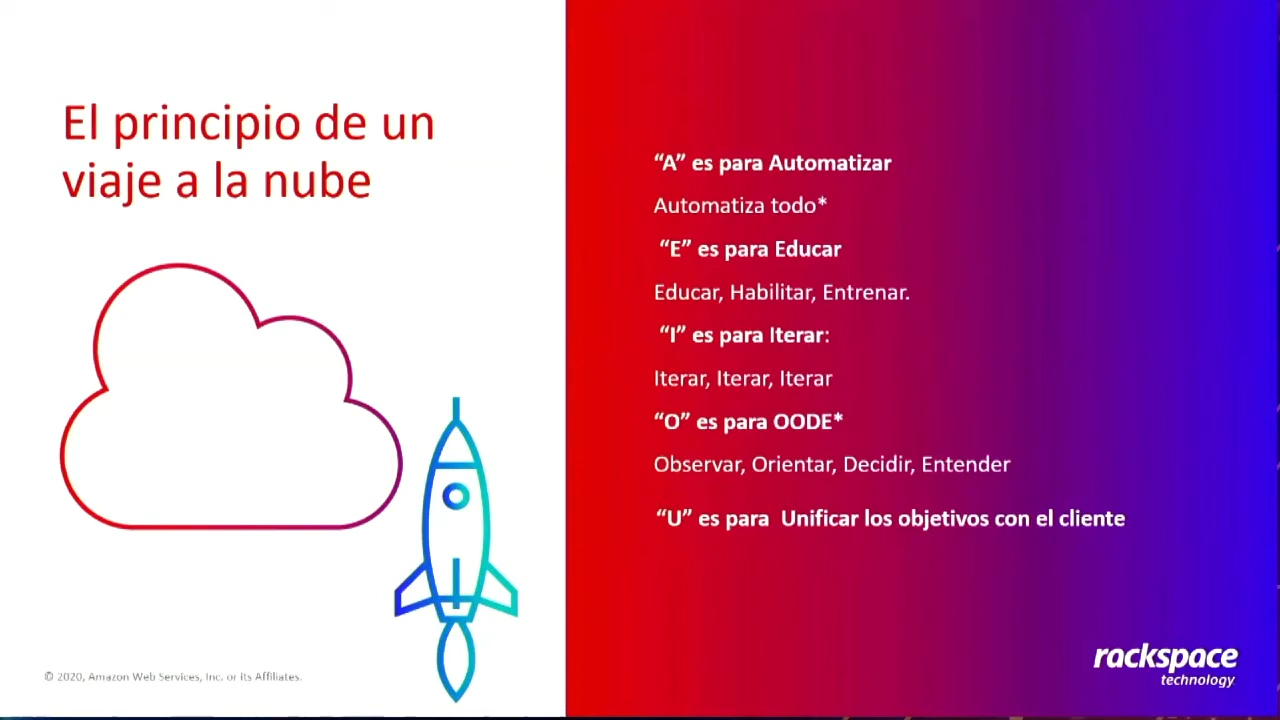 El principio de un
viaje a la nube
“A” es para Automatizar
Automatiza todo*
“E” es para Educar
Educar, Habilitar, Entrenar.
“I” es para Iterar:
Iterar, Iterar, Iterar
“O” es para OODE*
Observar, Orientar, Decidir, Entender
“U” es para Unificar los objetivos con el cliente
© 2020, Amazon Web Services, Inc. or its Affiliates.
rackspace
technology